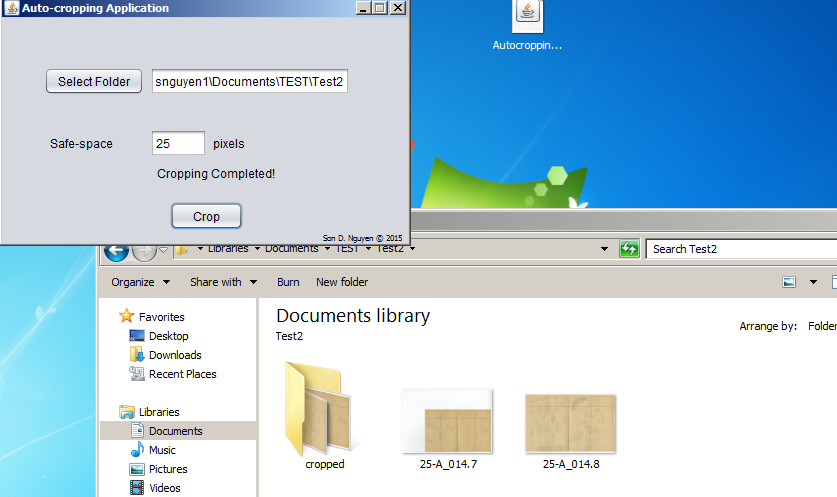 Auto-cropping Application
Autocroppin...
Select Folder
snguyen1\Documents\TEST\Test2
Safe-space 25 pixels
Cropping Completed!
Crop
Son D. Nguyen © 2015
Libraries Documents TEST Test2
Search Test2
Organize Share with Burn New folder
Favorites
Desktop
Downloads
Recent Places
Libraries
Documents
Music
Pictures
Videos
Documents library
Test2
Arrange by: Folder
cropped
25-A_014.7
25-A_014.8